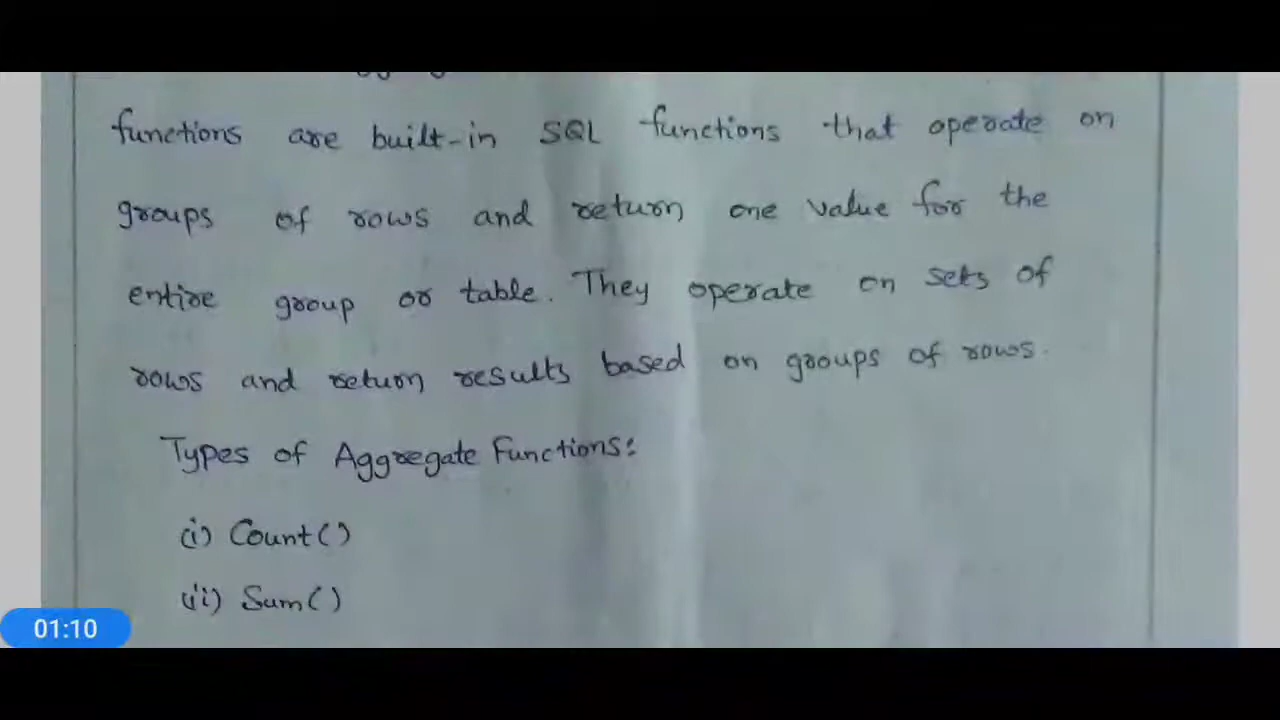 functions are built-in SQL functions that operate on
groups of rows and return one value for the
entire group or table. They operate on sets of
rows and return results based on groups of rows.
Types of Aggregate Functions:
(i) Count()
(ii) Sum()
01:10